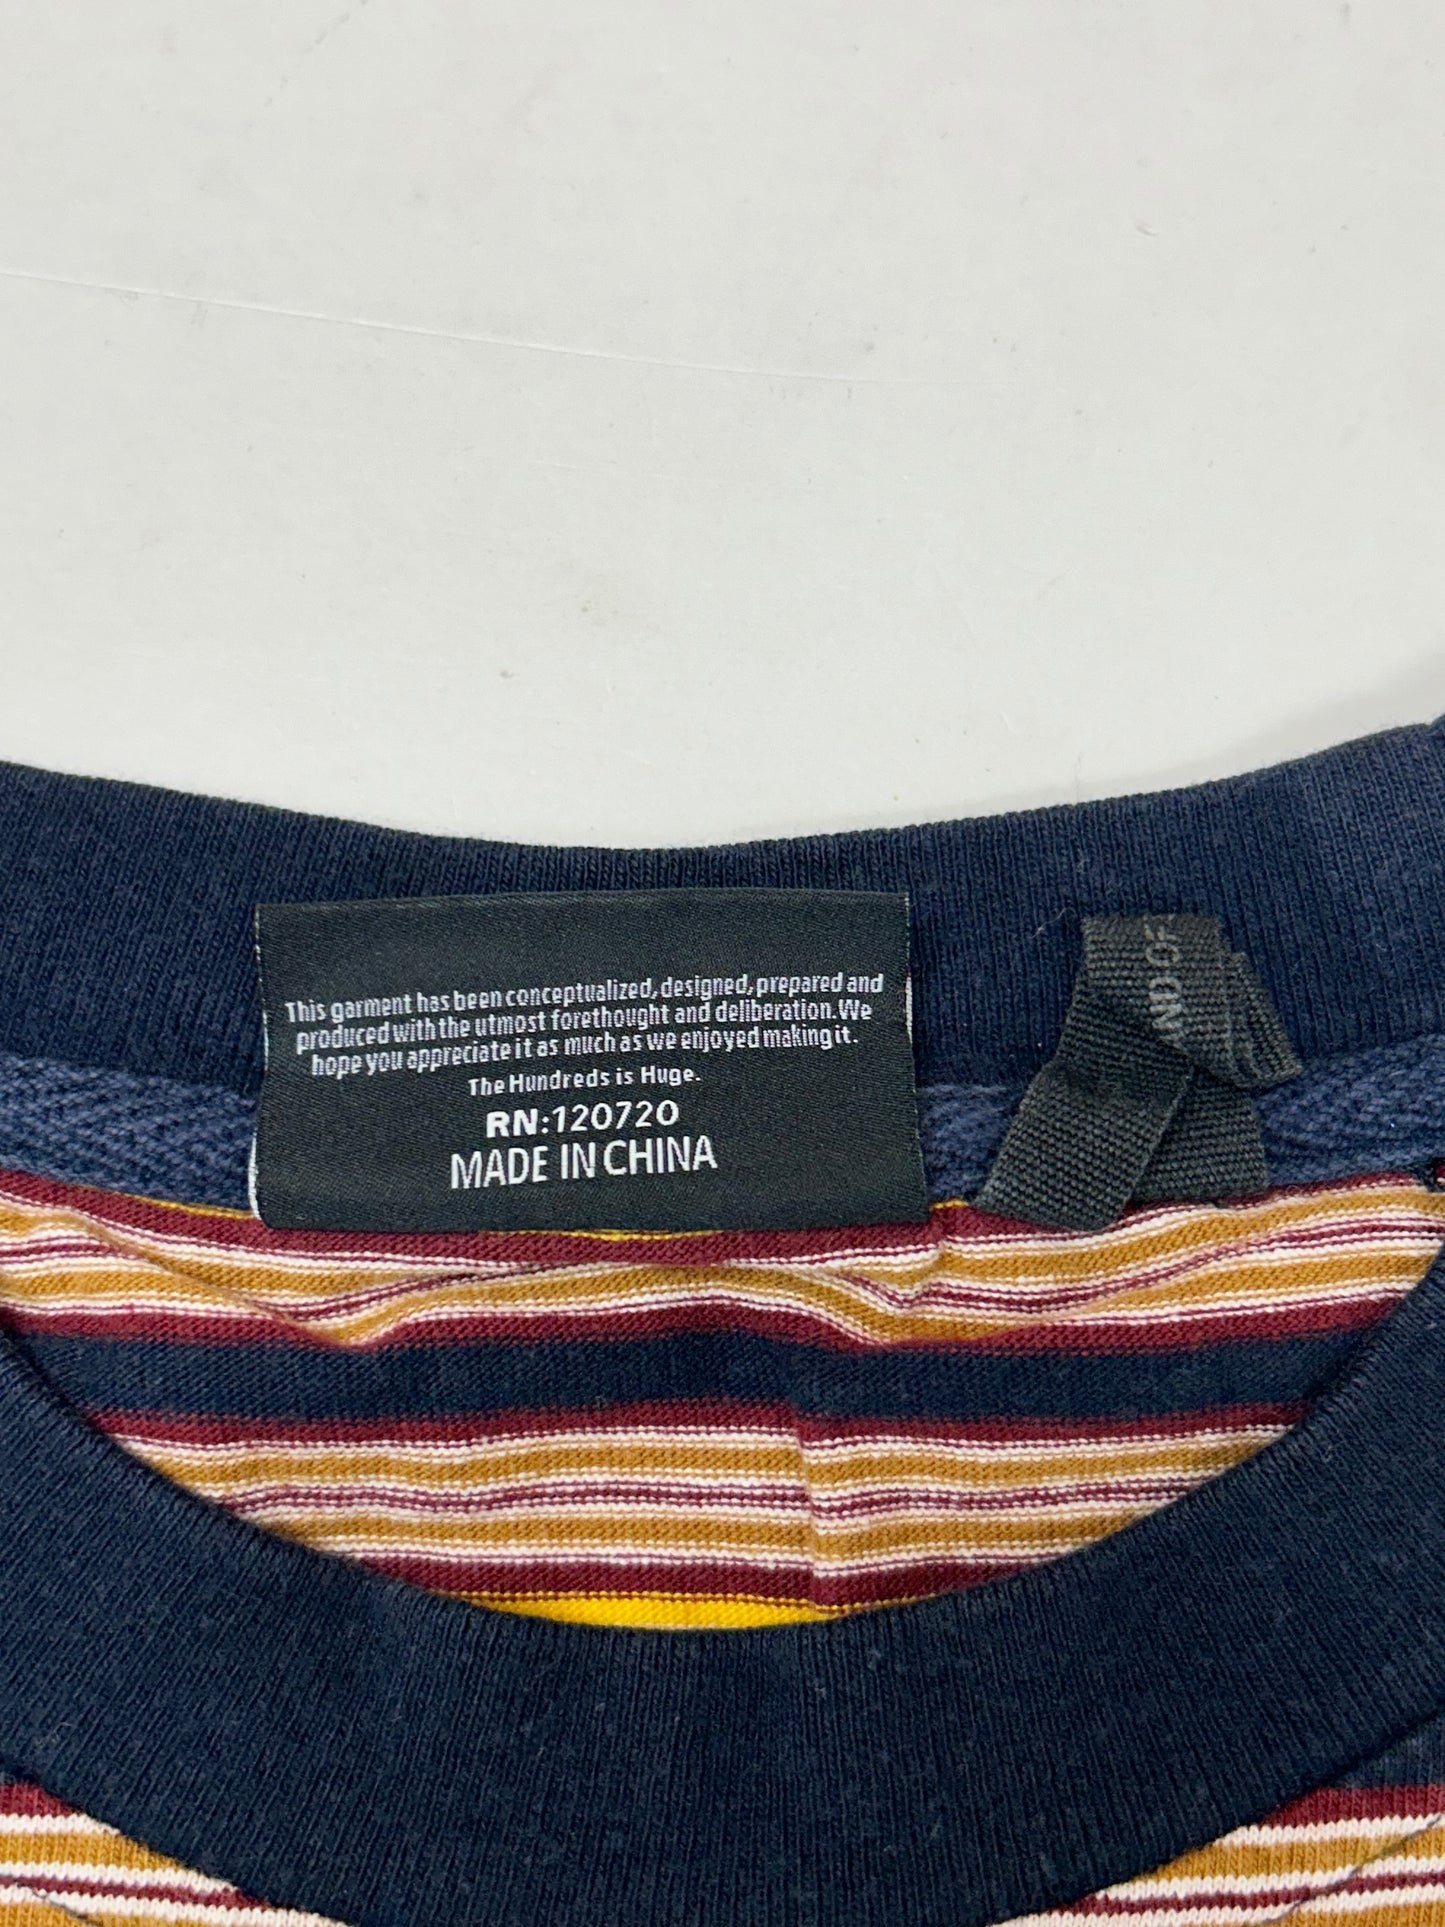 This garment has been conceptualized, designed, prepared and
produced with the utmost forethought and deliberation. We
hope you appreciate it as much as we enjoyed making it.
The Hundreds is Huge.
RN:120720
MADE IN CHINA
OF